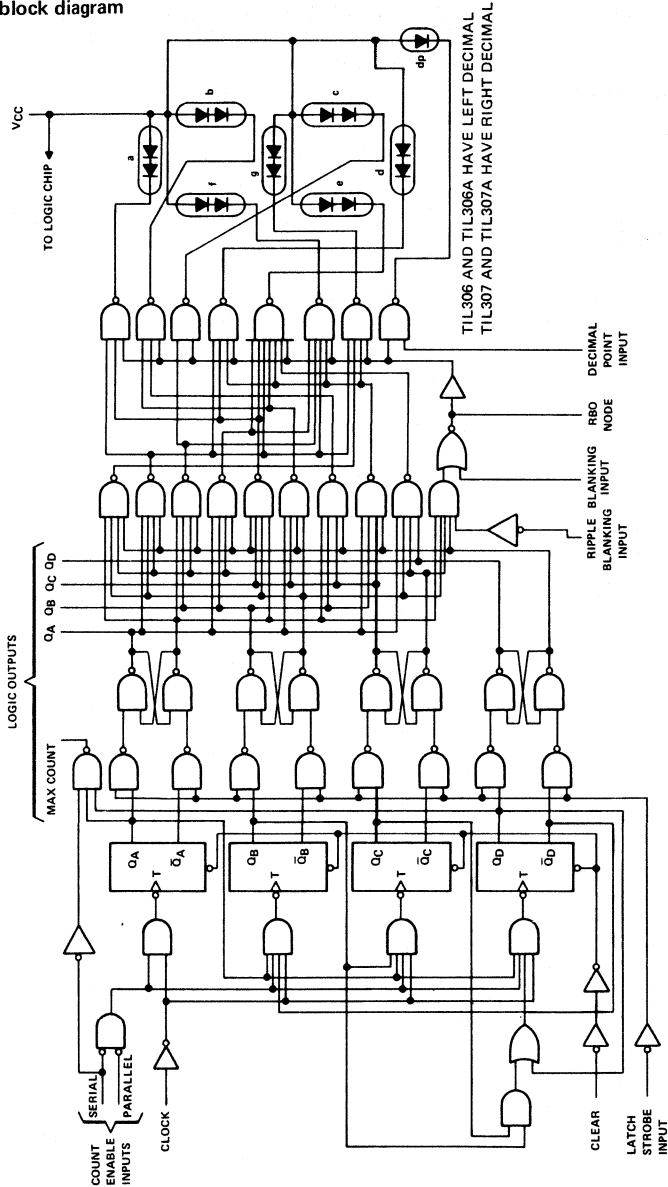 block diagram
VCC
TO LOGIC CHIP
a
b
c
d
e
f
g
dp
TIL306 AND TIL306A HAVE LEFT DECIMAL
TIL307 AND TIL307A HAVE RIGHT DECIMAL
DECIMAL
POINT
INPUT
RBO
NODE
BLANKING
INPUT
RIPPLE
BLANKING
INPUT
LOGIC OUTPUTS
QA
QB
QC
QD
MAX COUNT
QA
Q̄A
T
QB
Q̄B
T
QC
Q̄C
T
QD
Q̄D
T
COUNT
ENABLE
INPUTS
SERIAL
PARALLEL
CLOCK
CLEAR
LATCH
STROBE
INPUT